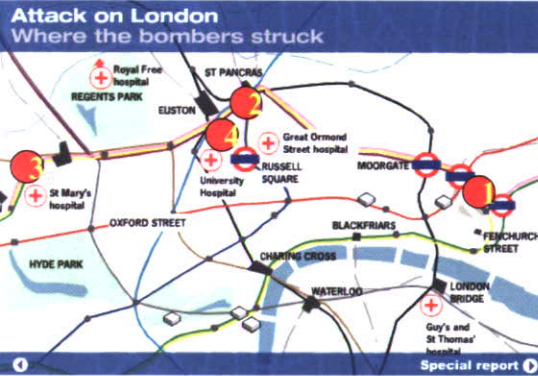 Attack on London
Where the bombers struck
Royal Free
hospital
REGENTS PARK
ST PANCRAS
EUSTON
2
4
Great Ormond
Street hospital
3
St Mary's
hospital
University
Hospital
RUSSELL
SQUARE
MOORGATE
1
OXFORD STREET
BLACKFRIARS
FENCHURCH
STREET
HYDE PARK
CHARING CROSS
WATERLOO
LONDON
BRIDGE
Guy's and
St Thomas'
hospital
Special report